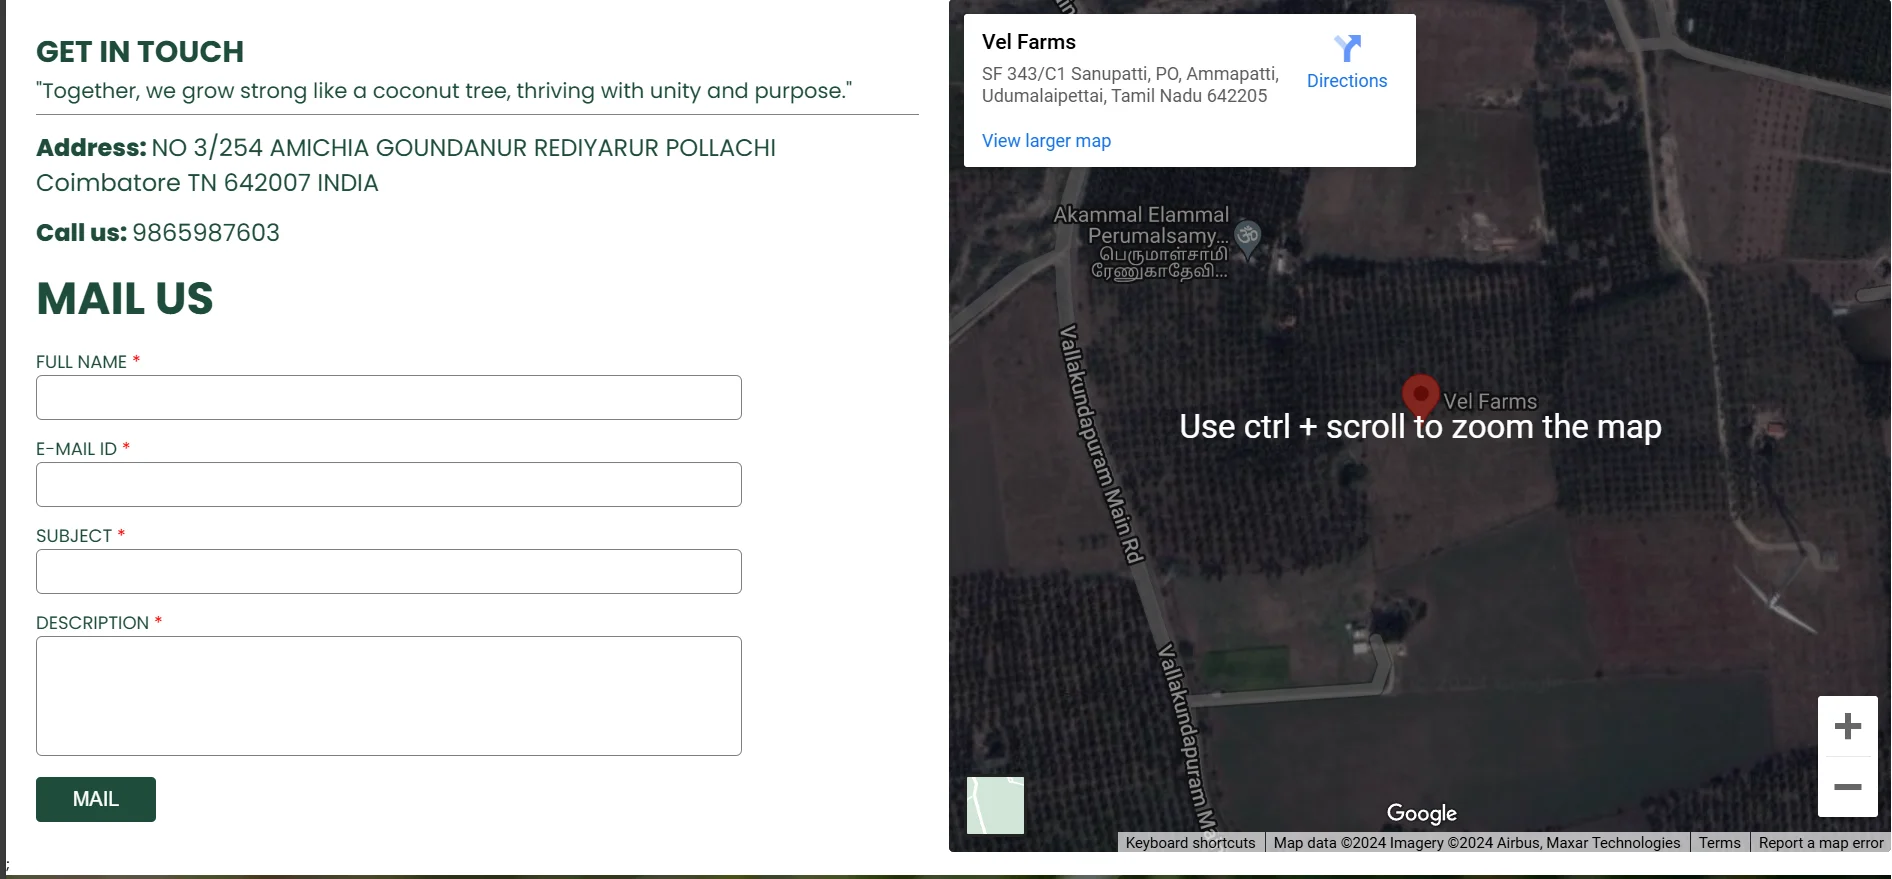 GET IN TOUCH
"Together, we grow strong like a coconut tree, thriving with unity and purpose."
Address: NO 3/254 AMICHIA GOUNDANUR REDIYARUR POLLACHI
Coimbatore TN 642007 INDIA
Call us: 9865987603
MAIL US
FULL NAME *
E-MAIL ID *
SUBJECT *
DESCRIPTION *
MAIL
;
Vel Farms
SF 343/C1 Sanupatti, PO, Ammapatti,
Udumalaipettai, Tamil Nadu 642205
Directions
View larger map
Akammal Elammal
Perumalsamy...
பெருமாள்சாமி
ரேணுகாதேவி...
Vallakundapuram Main Rd
Vel Farms
Use ctrl + scroll to zoom the map
Vallakundapuram Ma
Google
Keyboard shortcuts
Map data ©2024 Imagery ©2024 Airbus, Maxar Technologies
Terms
Report a map error